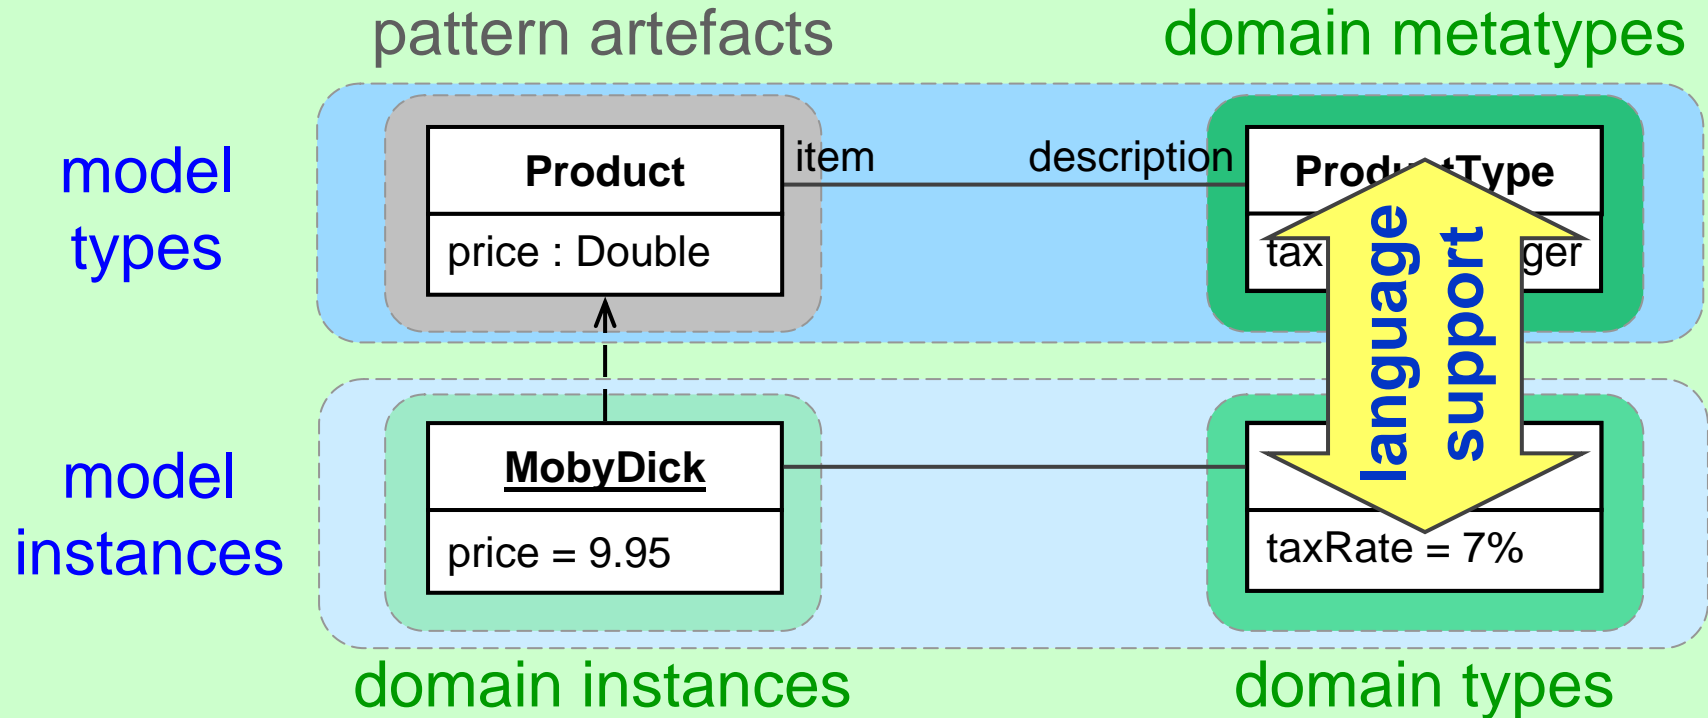 pattern artefacts
domain metatypes
model
types
Product
price : Double
item
description
ProductType
tax ger
language
support
model
instances
MobyDick
price = 9.95
taxRate = 7%
domain instances
domain types